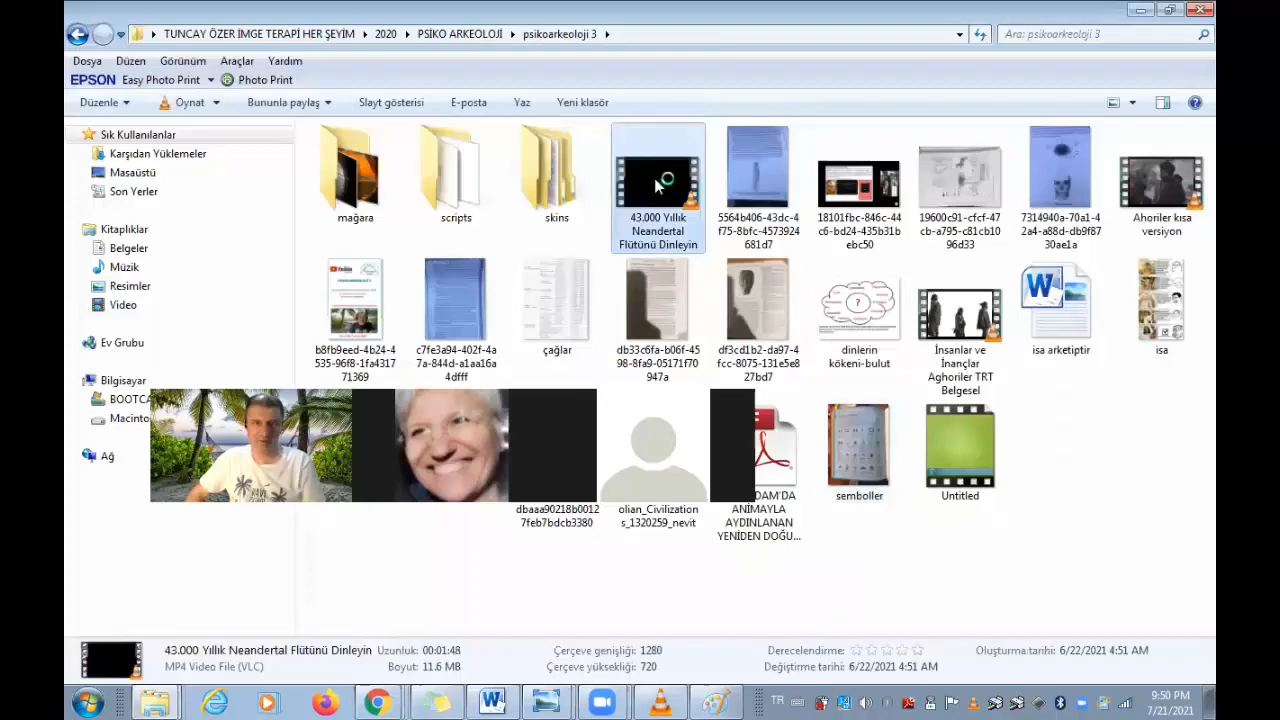 TUNCAY ÖZER İMGE TERAPİ HER ŞEYİM
2020
PSİKO ARKEOLOJİ
psikoarkeoloji 3
Ara: psikoarkeoloji 3
Dosya
Düzen
Görünüm
Araçlar
Yardım
EPSON
Easy Photo Print
Photo Print
Düzenle
Oynat
Bununla paylaş
Slayt gösterisi
E-posta
Yaz
Yeni klasör
Sık Kullanılanlar
Karşıdan Yüklemeler
Masaüstü
Son Yerler
Kitaplıklar
Belgeler
Müzik
Resimler
Video
Ev Grubu
Bilgisayar
BOOTCA
Macinto
Ağ
mağara
scripts
skins
43.000 Yıllık
Neandertal
Flütünü Dinleyin
5564b406-43dc-4
f75-8bfc-4573924
681d7
18101fbc-846c-44
c6-bd24-435b31b
ebc50
19600c91-cfcf-47
cb-a795-c81cb10
96d33
7314940a-70a1-4
2a4-a88d-db9f87
30ae1a
Ahoriler kısa
versiyon
b8fb9eed-4b24-4
535-96f8-1fa4317
71369
c7fe3a94-402f-4a
7a-844d-a1aa16a
4dfff
çağlar
db33c6fa-b06f-45
98-8fa9-05171f70
947a
df3cd1b2-da97-4
fcc-8075-131e5e8
27bd7
dinlerin
kökeni-bulut
İnsanlar ve
İnançlar
Aghoriler TRT
Belgesel
isa arketiptir
isa
dbaaa90218b0012
7feb7bdcb3380
olian_Civilization
s_1320259_nevit
DAM'DA
ANİMAYLA
AYDINLANAN
YENİDEN DOĞU...
semboller
Untitled
43.000 Yıllık Neandertal Flütünü Dinleyin
MP4 Video File (VLC)
Uzunluk: 00:01:48
Boyut: 11.6 MB
Çerçeve genişliği: 1280
Çerçeve yüksekliği: 720
Derecelendirme:
Değiştirme tarihi: 6/22/2021 4:51 AM
Oluşturma tarihi: 6/22/2021 4:51 AM
TR
9:50 PM
7/21/2021